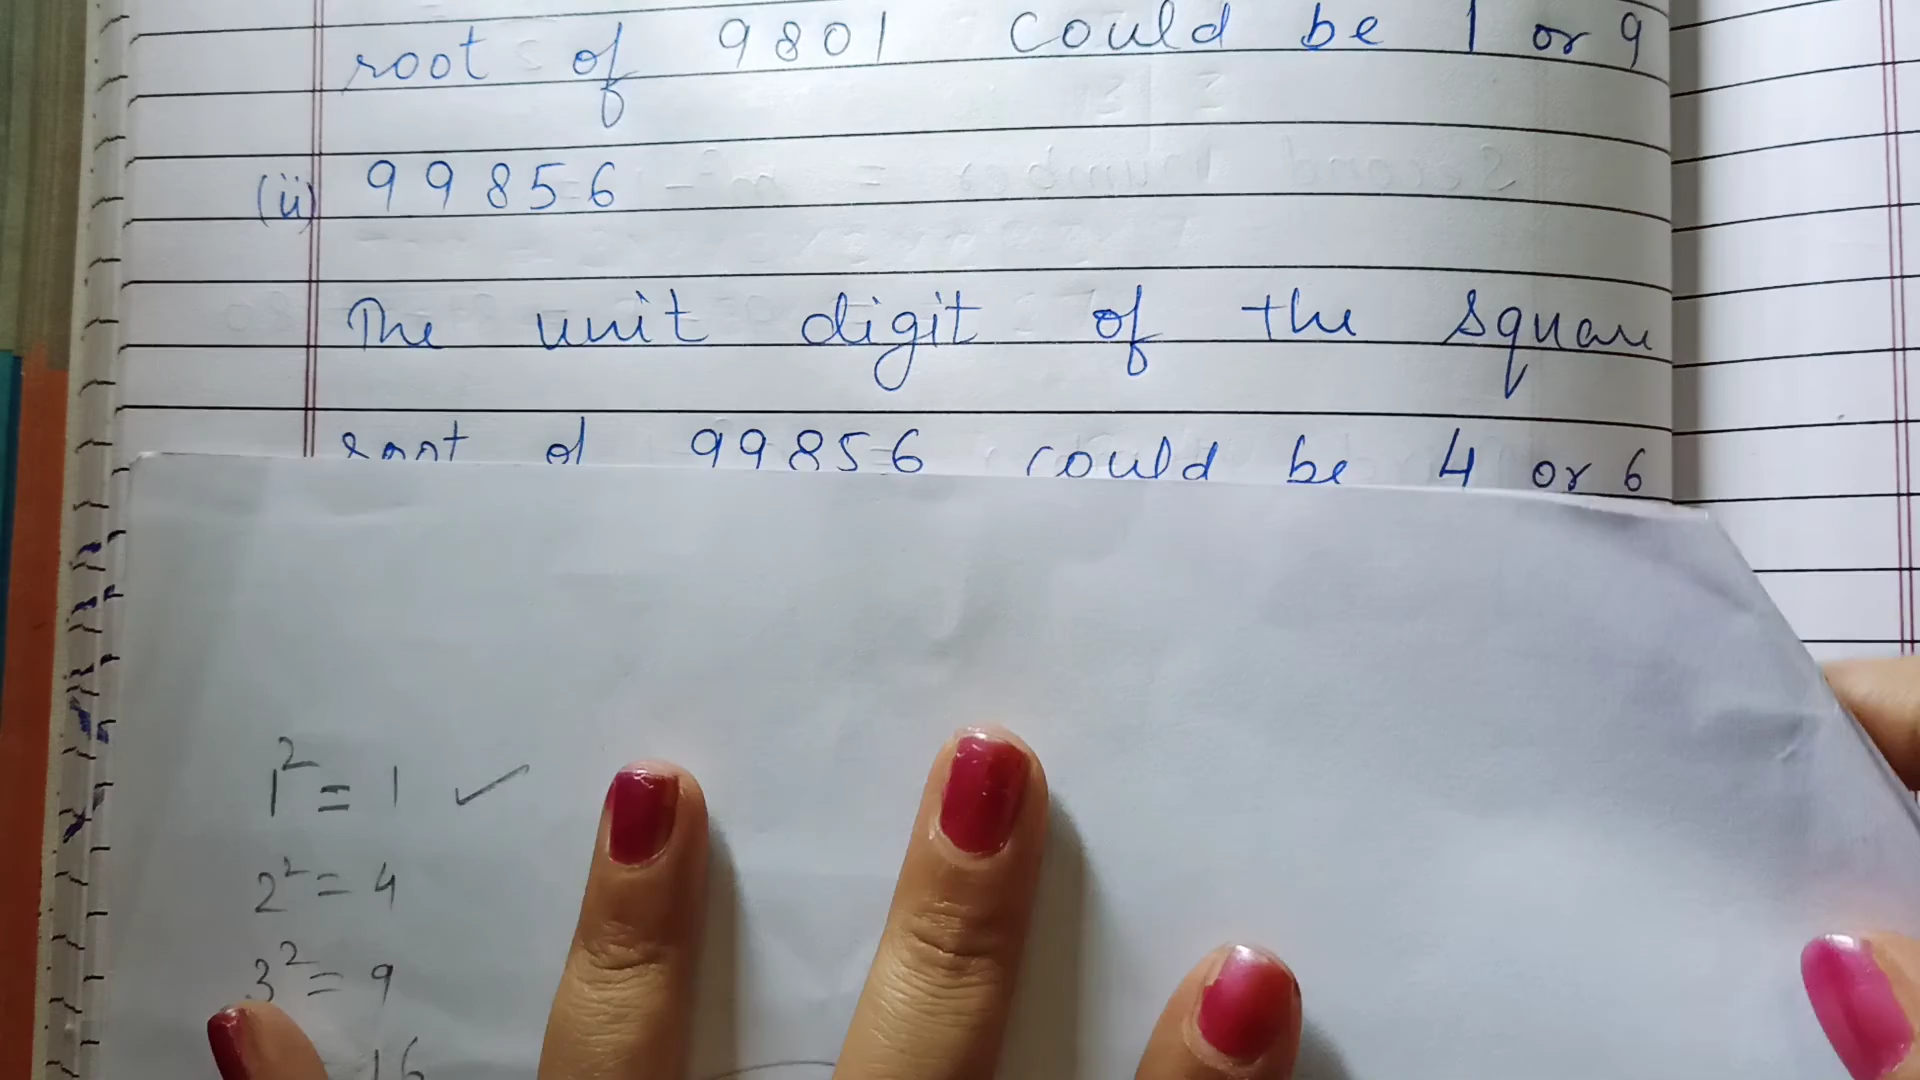 root of 9801 could be 1 or 9
(ii) 99856
The unit digit of the square
root of 99856 could be 4 or 6
1² = 1 ✓
2² = 4
3² = 9
= 16